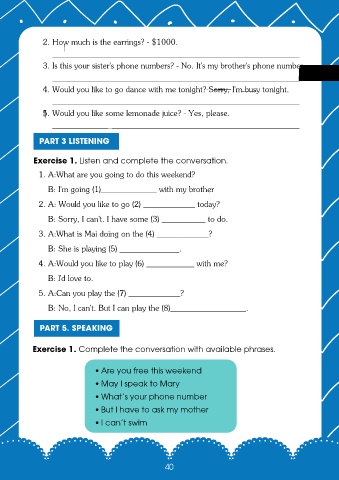 2. How much is the earrings? - $1000.
3. Is this your sister's phone numbers? - No. It's my brother's phone number.
4. Would you like to go dance with me tonight? Sorry, I'm busy tonight.
5. Would you like some lemonade juice? - Yes, please.
PART 3 LISTENING
Exercise 1. Listen and complete the conversation.
1. A:What are you going to do this weekend?
B: I'm going (1)______________ with my brother
2. A: Would you like to go (2) _____________ today?
B: Sorry, I can't. I have some (3) ___________ to do.
3. A:What is Mai doing on the (4) _____________?
B: She is playing (5) _______________.
4. A:Would you like to play (6) ____________ with me?
B: I'd love to.
5. A:Can you play the (7) _____________?
B: No, I can't. But I can play the (8)___________________.
PART 5. SPEAKING
Exercise 1. Complete the conversation with available phrases.
• Are you free this weekend
• May I speak to Mary
• What's your phone number
• But I have to ask my mother
• I can't swim
40